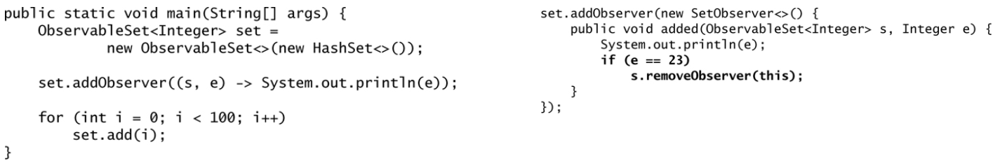 public static void main(String[] args) {
    ObservableSet<Integer> set =
            new ObservableSet<>(new HashSet<>());

    set.addObserver((s, e) -> System.out.println(e));

    for (int i = 0; i < 100; i++)
        set.add(i);
}
set.addObserver(new SetObserver<>() {
    public void added(ObservableSet<Integer> s, Integer e) {
        System.out.println(e);
        if (e == 23)
            s.removeObserver(this);
    }
});